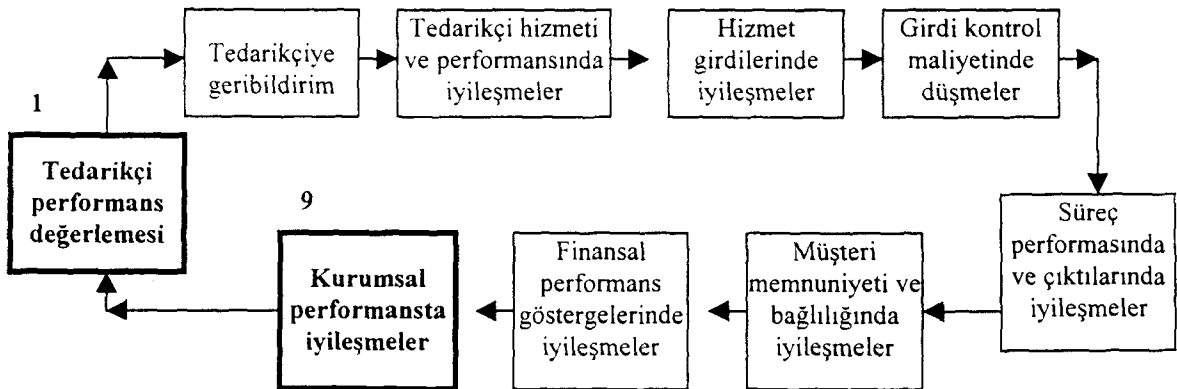 Tedarikçiye
geribildirim
Tedarikçi hizmeti
ve performansında
iyileşmeler
Hizmet
girdilerinde
iyileşmeler
Girdi kontrol
maliyetinde
düşmeler
1
Tedarikçi
performans
değerlemesi
Süreç
performasında
ve çıktılarında
iyileşmeler
Müşteri
memnuniyeti ve
bağlılığında
iyileşmeler
Finansal
performans
göstergelerinde
iyileşmeler
9
Kurumsal
performansta
iyileşmeler